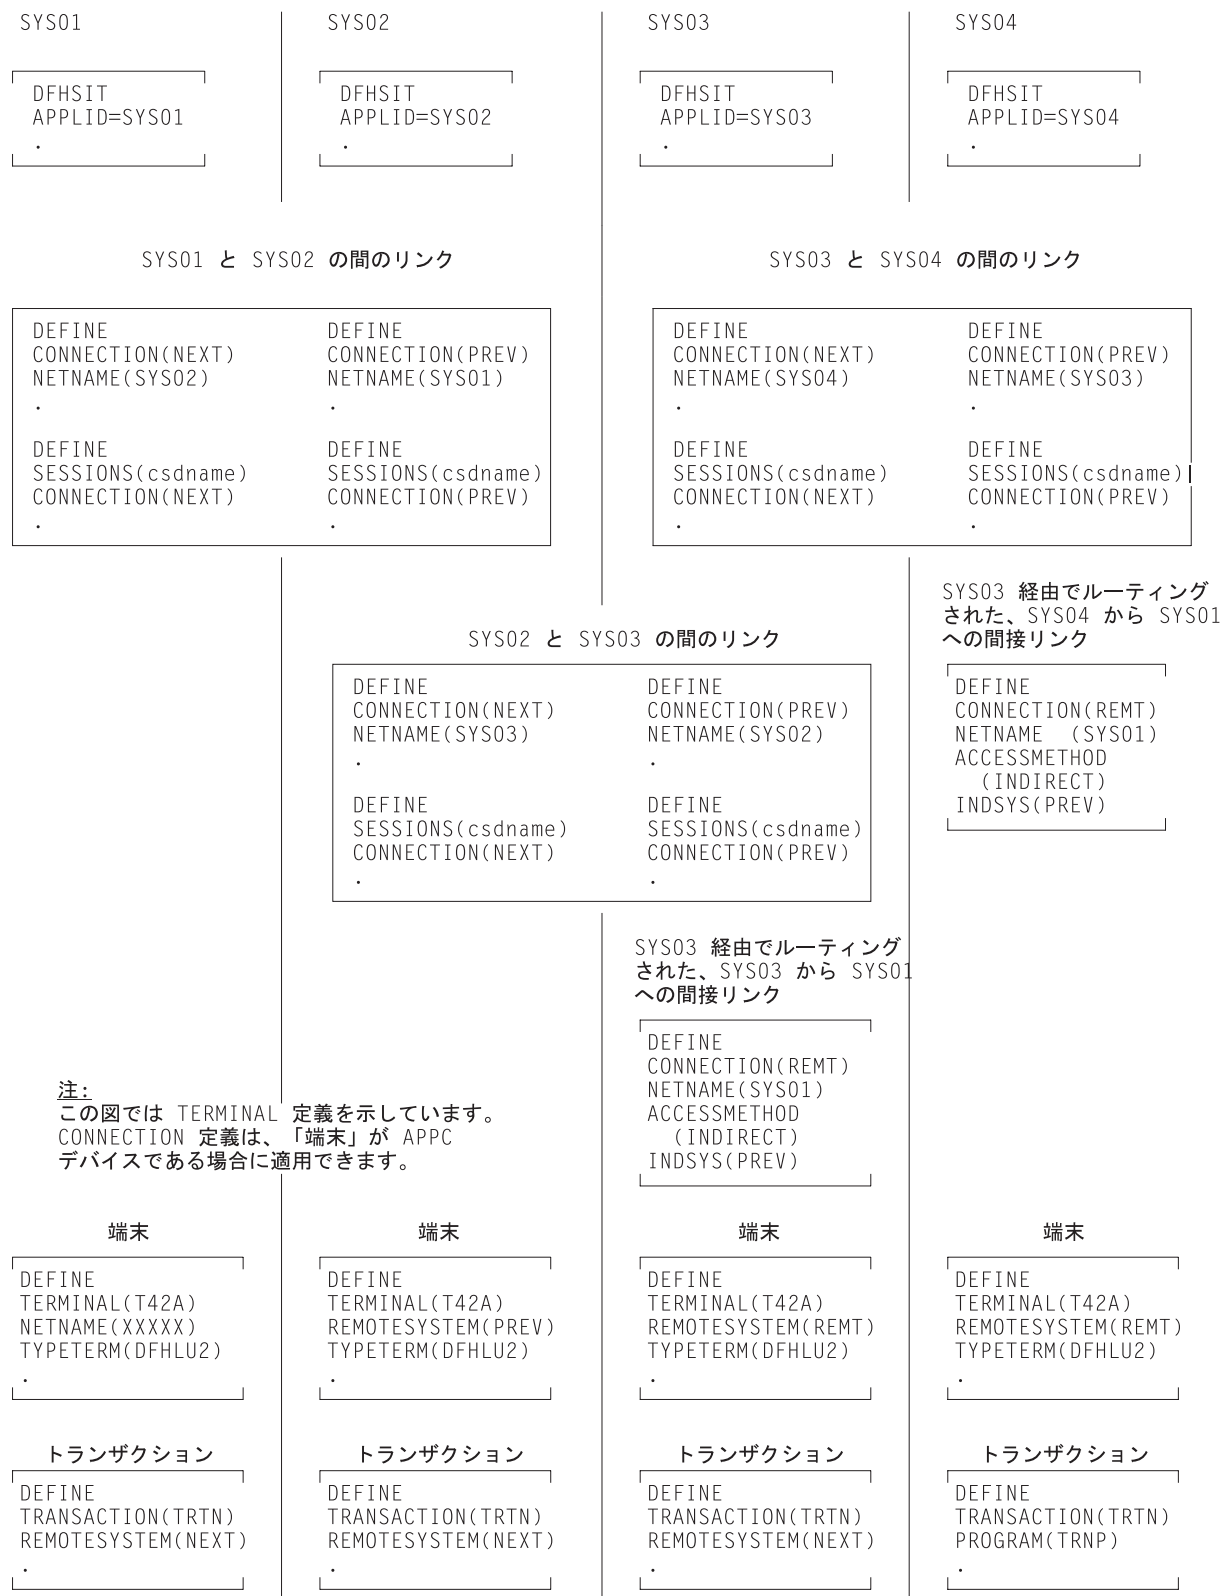 SYS01
DFHSIT
APPLID=SYS01
.
SYS02
DFHSIT
APPLID=SYS02
.
SYS03
DFHSIT
APPLID=SYS03
.
SYS04
DFHSIT
APPLID=SYS04
.
SYS01 と SYS02 の間のリンク
DEFINE
CONNECTION(NEXT)
NETNAME(SYS02)
.
DEFINE
SESSIONS(csdname)
CONNECTION(NEXT)
.
DEFINE
CONNECTION(PREV)
NETNAME(SYS01)
.
DEFINE
SESSIONS(csdname)
CONNECTION(PREV)
.
SYS03 と SYS04 の間のリンク
DEFINE
CONNECTION(NEXT)
NETNAME(SYS04)
.
DEFINE
SESSIONS(csdname)
CONNECTION(NEXT)
.
DEFINE
CONNECTION(PREV)
NETNAME(SYS03)
.
DEFINE
SESSIONS(csdname)
CONNECTION(PREV)
.
SYS02 と SYS03 の間のリンク
DEFINE
CONNECTION(NEXT)
NETNAME(SYS03)
.
DEFINE
SESSIONS(csdname)
CONNECTION(NEXT)
.
DEFINE
CONNECTION(PREV)
NETNAME(SYS02)
.
DEFINE
SESSIONS(csdname)
CONNECTION(PREV)
.
SYS03 経由でルーティング
された、SYS04 から SYS01
への間接リンク
DEFINE
CONNECTION(REMT)
NETNAME (SYS01)
ACCESSMETHOD
(INDIRECT)
INDSYS(PREV)
SYS03 経由でルーティング
された、SYS03 から SYS01
への間接リンク
DEFINE
CONNECTION(REMT)
NETNAME(SYS01)
ACCESSMETHOD
(INDIRECT)
INDSYS(PREV)
注:
この図では TERMINAL 定義を示しています。
CONNECTION 定義は、「端末」が APPC
デバイスである場合に適用できます。
端末
DEFINE
TERMINAL(T42A)
NETNAME(XXXXX)
TYPETERM(DFHLU2)
.
端末
DEFINE
TERMINAL(T42A)
REMOTESYSTEM(PREV)
TYPETERM(DFHLU2)
.
端末
DEFINE
TERMINAL(T42A)
REMOTESYSTEM(REMT)
TYPETERM(DFHLU2)
.
端末
DEFINE
TERMINAL(T42A)
REMOTESYSTEM(REMT)
TYPETERM(DFHLU2)
.
トランザクション
DEFINE
TRANSACTION(TRTN)
REMOTESYSTEM(NEXT)
.
トランザクション
DEFINE
TRANSACTION(TRTN)
REMOTESYSTEM(NEXT)
.
トランザクション
DEFINE
TRANSACTION(TRTN)
REMOTESYSTEM(NEXT)
.
トランザクション
DEFINE
TRANSACTION(TRTN)
PROGRAM(TRNP)
.